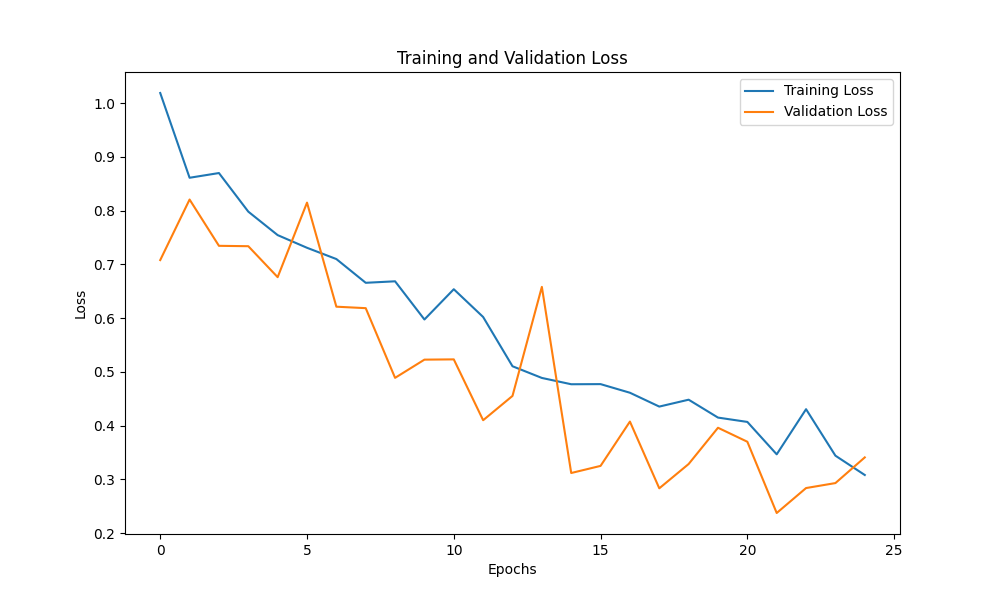 Training and Validation Loss
Training Loss
Validation Loss
1.0
0.9
0.8
0.7
0.6
0.5
0.4
0.3
0.2
Loss
0 5 10 15 20 25
Epochs